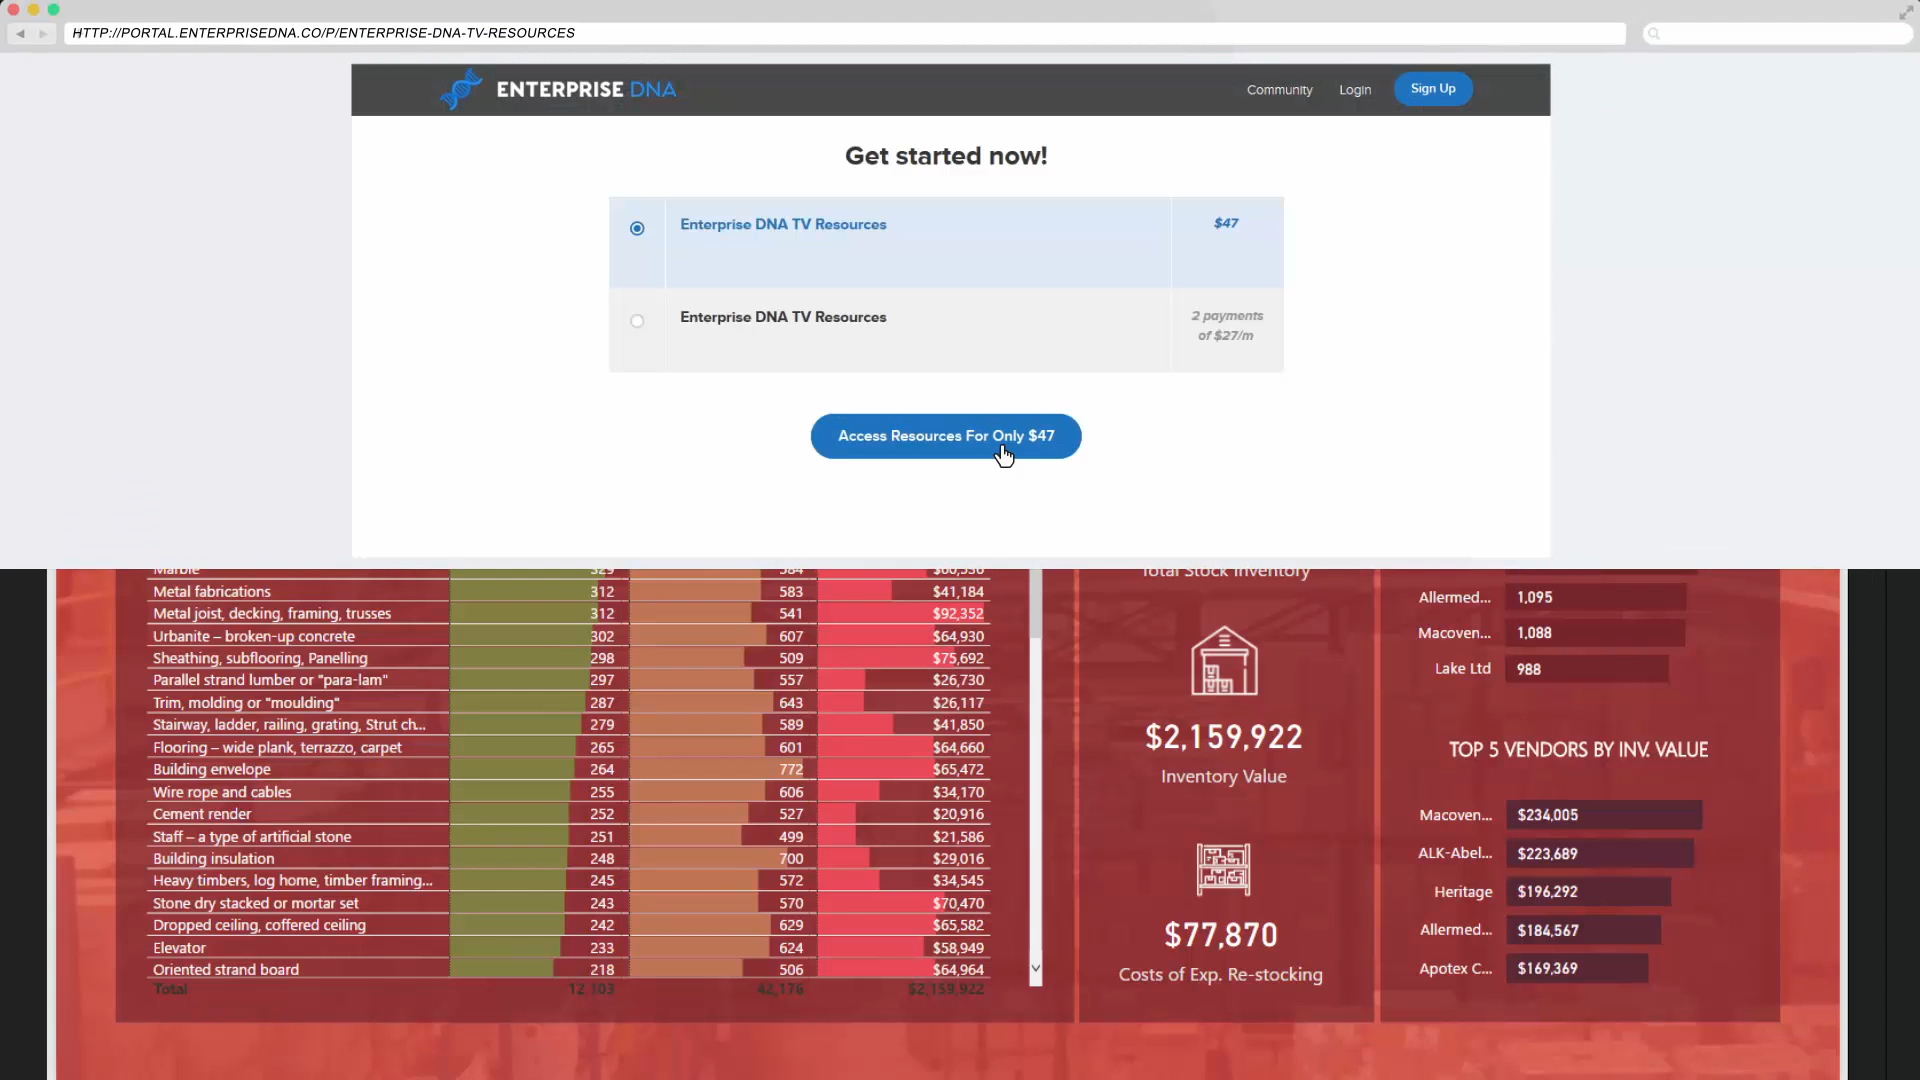 HTTP://PORTAL.ENTERPRISEDNA.CO/P/ENTERPRISE-DNA-TV-RESOURCES
ENTERPRISE DNA
Community Login Sign Up
Get started now!
Enterprise DNA TV Resources $47
Enterprise DNA TV Resources 2 payments
of $27/m
Access Resources For Only $47
Marble 329 584 $60,536
Metal fabrications 312 583 $41,184
Metal joist, decking, framing, trusses 312 541 $92,352
Urbanite – broken-up concrete 302 607 $64,930
Sheathing, subflooring, Panelling 298 509 $75,692
Parallel strand lumber or "para-lam" 297 557 $26,730
Trim, molding or "moulding" 287 643 $26,117
Stairway, ladder, railing, grating, Strut ch... 279 589 $41,850
Flooring – wide plank, terrazzo, carpet 265 601 $64,660
Building envelope 264 772 $65,472
Wire rope and cables 255 606 $34,170
Cement render 252 527 $20,916
Staff – a type of artificial stone 251 499 $21,586
Building insulation 248 700 $29,016
Heavy timbers, log home, timber framing... 245 572 $34,545
Stone dry stacked or mortar set 243 570 $70,470
Dropped ceiling, coffered ceiling 242 629 $65,582
Elevator 233 624 $58,949
Oriented strand board 218 506 $64,964
Total 12,103 42,176 $2,159,922
Total Stock Inventory
$2,159,922
Inventory Value
$77,870
Costs of Exp. Re-stocking
Allermed... 1,095
Macoven... 1,088
Lake Ltd 988
TOP 5 VENDORS BY INV. VALUE
Macoven... $234,005
ALK-Abel... $223,689
Heritage $196,292
Allermed... $184,567
Apotex C... $169,369